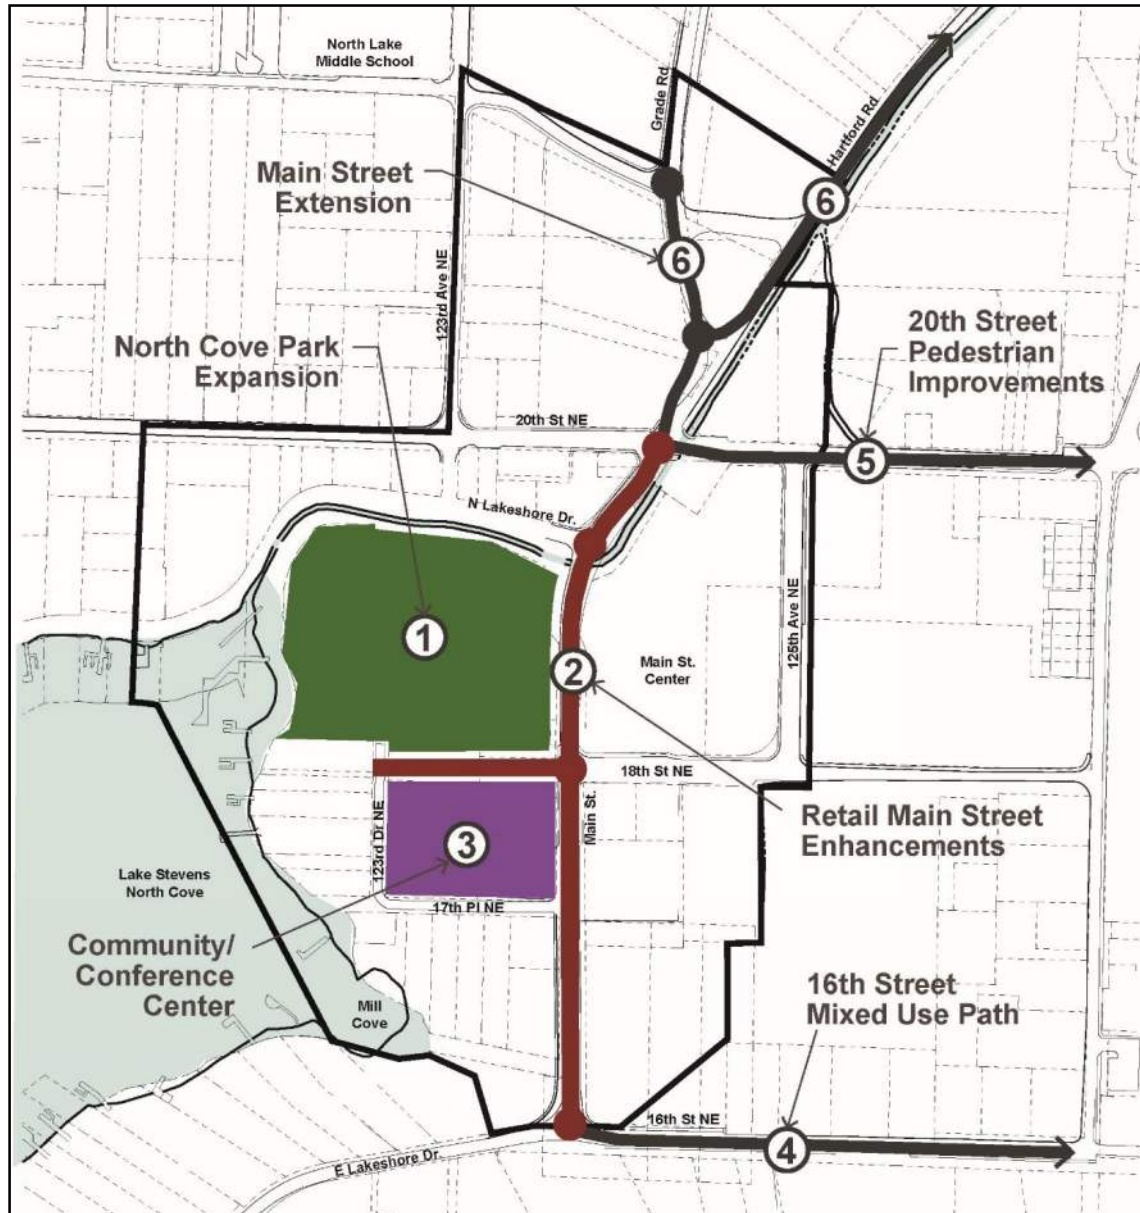 North Lake
Middle School
Grade Rd
Hartford Rd.
Main Street
Extension
6
6
123rd Ave NE
North Cove Park
Expansion
20th Street
Pedestrian
Improvements
20th St NE
5
N Lakeshore Dr.
1
2
Main St.
Center
125th Ave NE
18th St NE
Main St.
Retail Main Street
Enhancements
123rd Dr NE
3
17th Pl NE
Lake Stevens
North Cove
Community/
Conference
Center
Mill
Cove
16th Street
Mixed Use Path
16th St NE
4
E Lakeshore Dr.